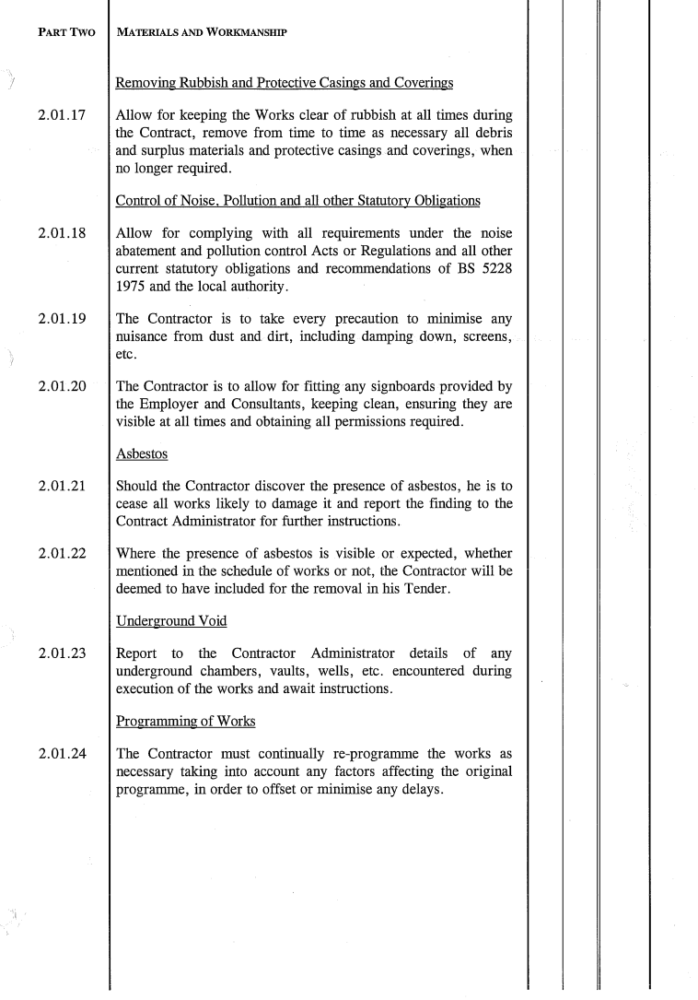 PART TWO MATERIALS AND WORKMANSHIP
Removing Rubbish and Protective Casings and Coverings
2.01.17 Allow for keeping the Works clear of rubbish at all times during
the Contract, remove from time to time as necessary all debris
and surplus materials and protective casings and coverings, when
no longer required.
Control of Noise, Pollution and all other Statutory Obligations
2.01.18 Allow for complying with all requirements under the noise
abatement and pollution control Acts or Regulations and all other
current statutory obligations and recommendations of BS 5228
1975 and the local authority.
2.01.19 The Contractor is to take every precaution to minimise any
nuisance from dust and dirt, including damping down, screens,
etc.
2.01.20 The Contractor is to allow for fitting any signboards provided by
the Employer and Consultants, keeping clean, ensuring they are
visible at all times and obtaining all permissions required.
Asbestos
2.01.21 Should the Contractor discover the presence of asbestos, he is to
cease all works likely to damage it and report the finding to the
Contract Administrator for further instructions.
2.01.22 Where the presence of asbestos is visible or expected, whether
mentioned in the schedule of works or not, the Contractor will be
deemed to have included for the removal in his Tender.
Underground Void
2.01.23 Report to the Contractor Administrator details of any
underground chambers, vaults, wells, etc. encountered during
execution of the works and await instructions.
Programming of Works
2.01.24 The Contractor must continually re-programme the works as
necessary taking into account any factors affecting the original
programme, in order to offset or minimise any delays.